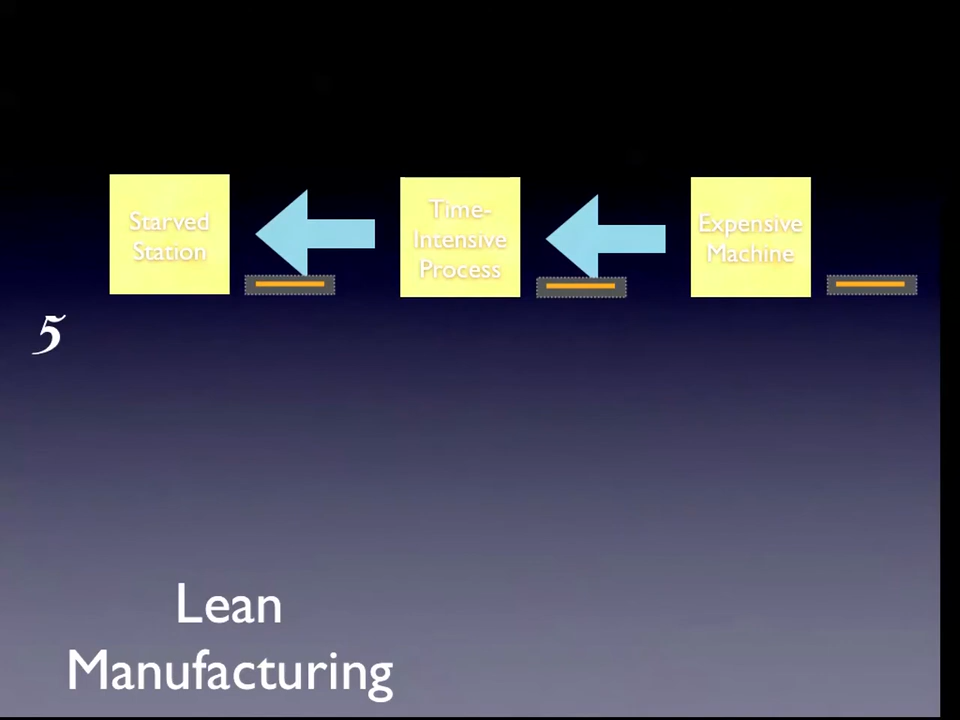 Starved
Station
Time-
Intensive
Process
Expensive
Machine
5
Lean
Manufacturing